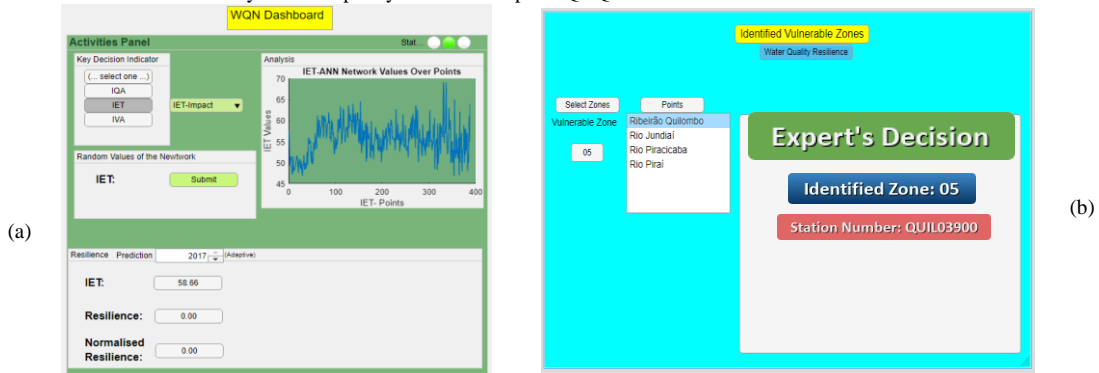 WQN Dashboard
Activities Panel
Stat...
Key Decision Indicator
(... select one ...)
IQA
IET
IVA
IET-Impact
Analysis
IET-ANN Network Values Over Points
70
65
60
55
50
45
IET Values
0
100
200
300
400
IET- Points
Random Values of the Newtwork
IET:
Submit
Resilience
Prediction
2017
(Adaptive)
IET:
58.66
Resilience:
0.00
Normalised
Resilience:
0.00
(a)
Identified Vulnerable Zones
Water Quality Resilience
Select Zones
Points
Vulnerable Zone
05
Ribeirão Quilombo
Rio Jundiaí
Rio Piracicaba
Rio Piraí
Expert's Decision
Identified Zone: 05
Station Number: QUIL03900
(b)